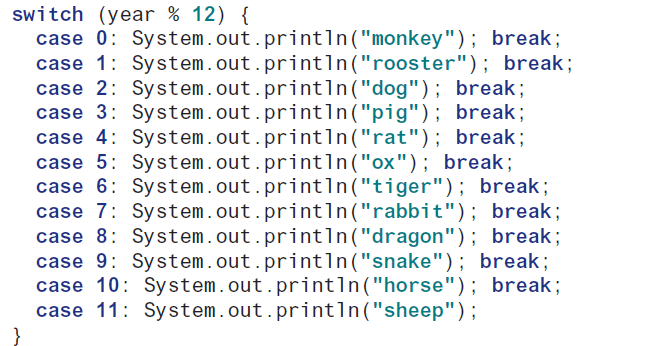 switch (year % 12) {
  case 0: System.out.println("monkey"); break;
  case 1: System.out.println("rooster"); break;
  case 2: System.out.println("dog"); break;
  case 3: System.out.println("pig"); break;
  case 4: System.out.println("rat"); break;
  case 5: System.out.println("ox"); break;
  case 6: System.out.println("tiger"); break;
  case 7: System.out.println("rabbit"); break;
  case 8: System.out.println("dragon"); break;
  case 9: System.out.println("snake"); break;
  case 10: System.out.println("horse"); break;
  case 11: System.out.println("sheep");
}